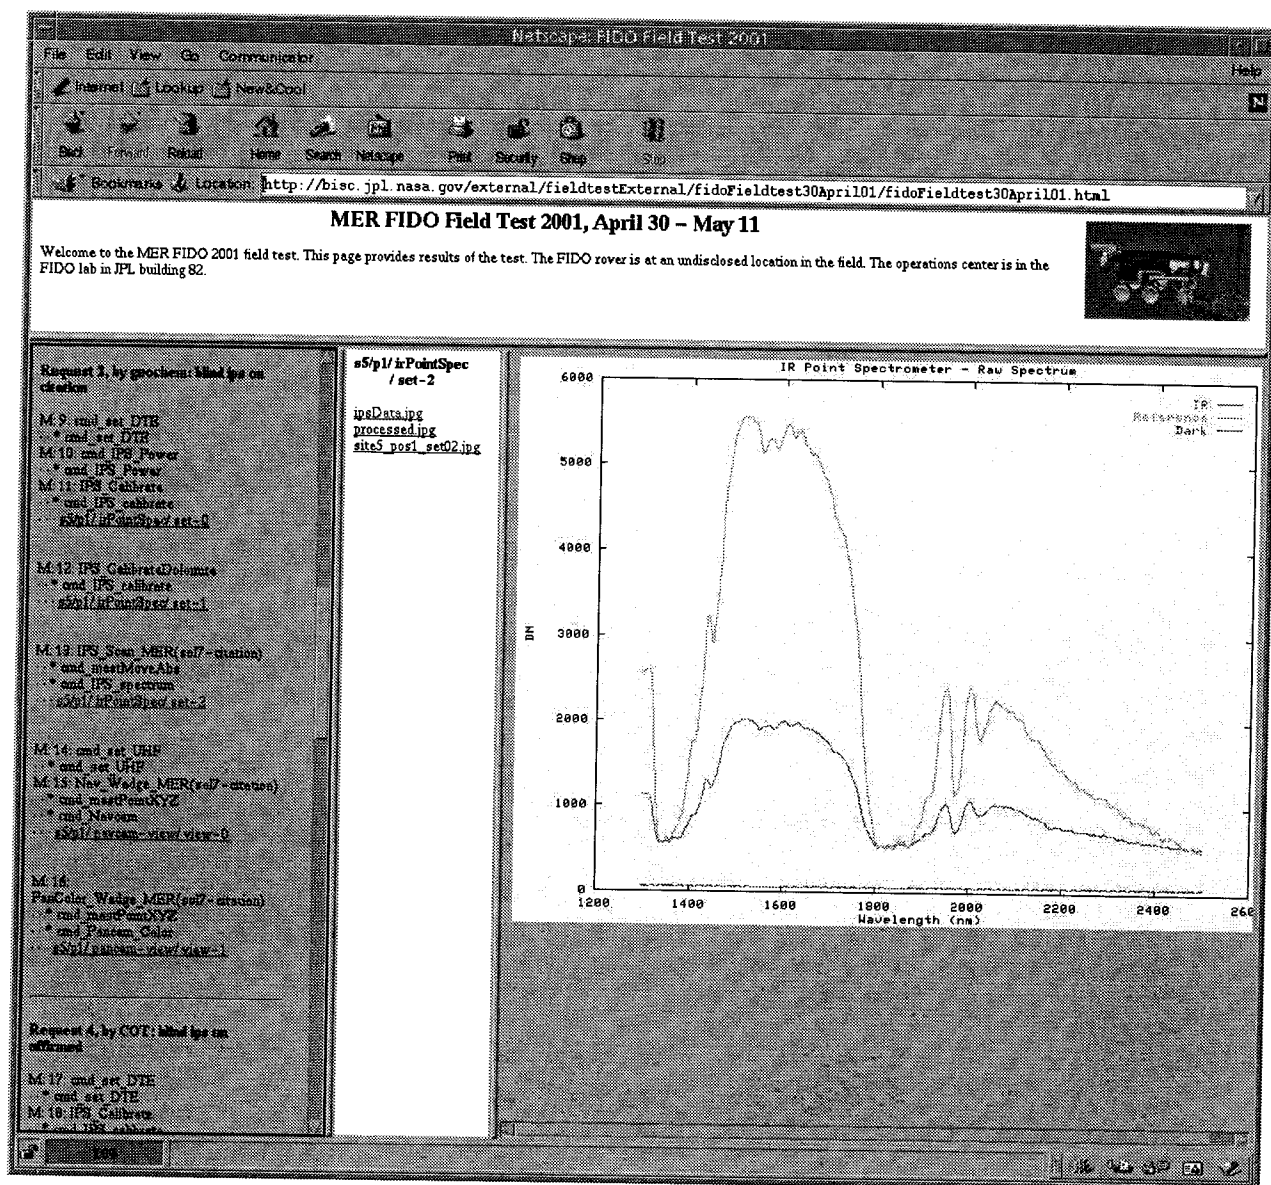 Netscape: FIDO Field Test 2001
File Edit View Go Communicator
Help
Internet Lookup New&Cool
N
Back Forward Reload Home Search Netscape Print Security Shop Stop
Bookmarks Location: http://bisc.jpl.nasa.gov/external/fieldtestExternal/fidoFieldtest30April01/fidoFieldtest30April01.html
MER FIDO Field Test 2001, April 30 – May 11
Welcome to the MER FIDO 2001 field test. This page provides results of the test. The FIDO rover is at an undisclosed location in the field. The operations center is in the
FIDO lab in JPL building 82.
by geochem: blind ips on
citation
M: 9: cmd_set_DTE
* cmd_set_DTE
M: 10: cmd_IPS_Power
* cmd_IPS_Power
M: 11: IPS_Calibrate
* cmd_IPS_calibrate
s5/p1/irPointSpec/set-0
M: 12: IPS_CalibrateDolomite
* cmd_IPS_calibrate
s5/p1/irPointSpec/set-1
M: 13: IPS_Scan_MER(sol7-citation)
* cmd_mastMoveAbs
* cmd_IPS_spectrum
s5/p1/irPointSpec/set-2
M: 14: cmd_set_UHF
* cmd_set_UHF
M: 15: Nav_Wedge_MER(sol7-citation)
* cmd_mastPointXYZ
* cmd_Navcam
s5/p1/pancam-view/view-0
M: 16:
PanColor_Wedge_MER(sol7-citation)
* cmd_mastPointXYZ
* cmd_Pancam_Color
s5/p1/pancam-view/view-1
Request 4, by COT: blind ips on
affirmed
M: 17: cmd_set_DTE
* cmd_set_DTE
M: 18: IPS_Calibrate
* cmd_IPS_calibrate
s5/p1/irPointSpec
/set-2
ipsData.jpg
processed.jpg
site5_pos1_set02.jpg
IR Point Spectrometer - Raw Spectrum
IR
Reference
Dark
6000
5000
4000
3000
2000
1000
0
DN
1200 1400 1600 1800 2000 2200 2400 260
Wavelength (nm)